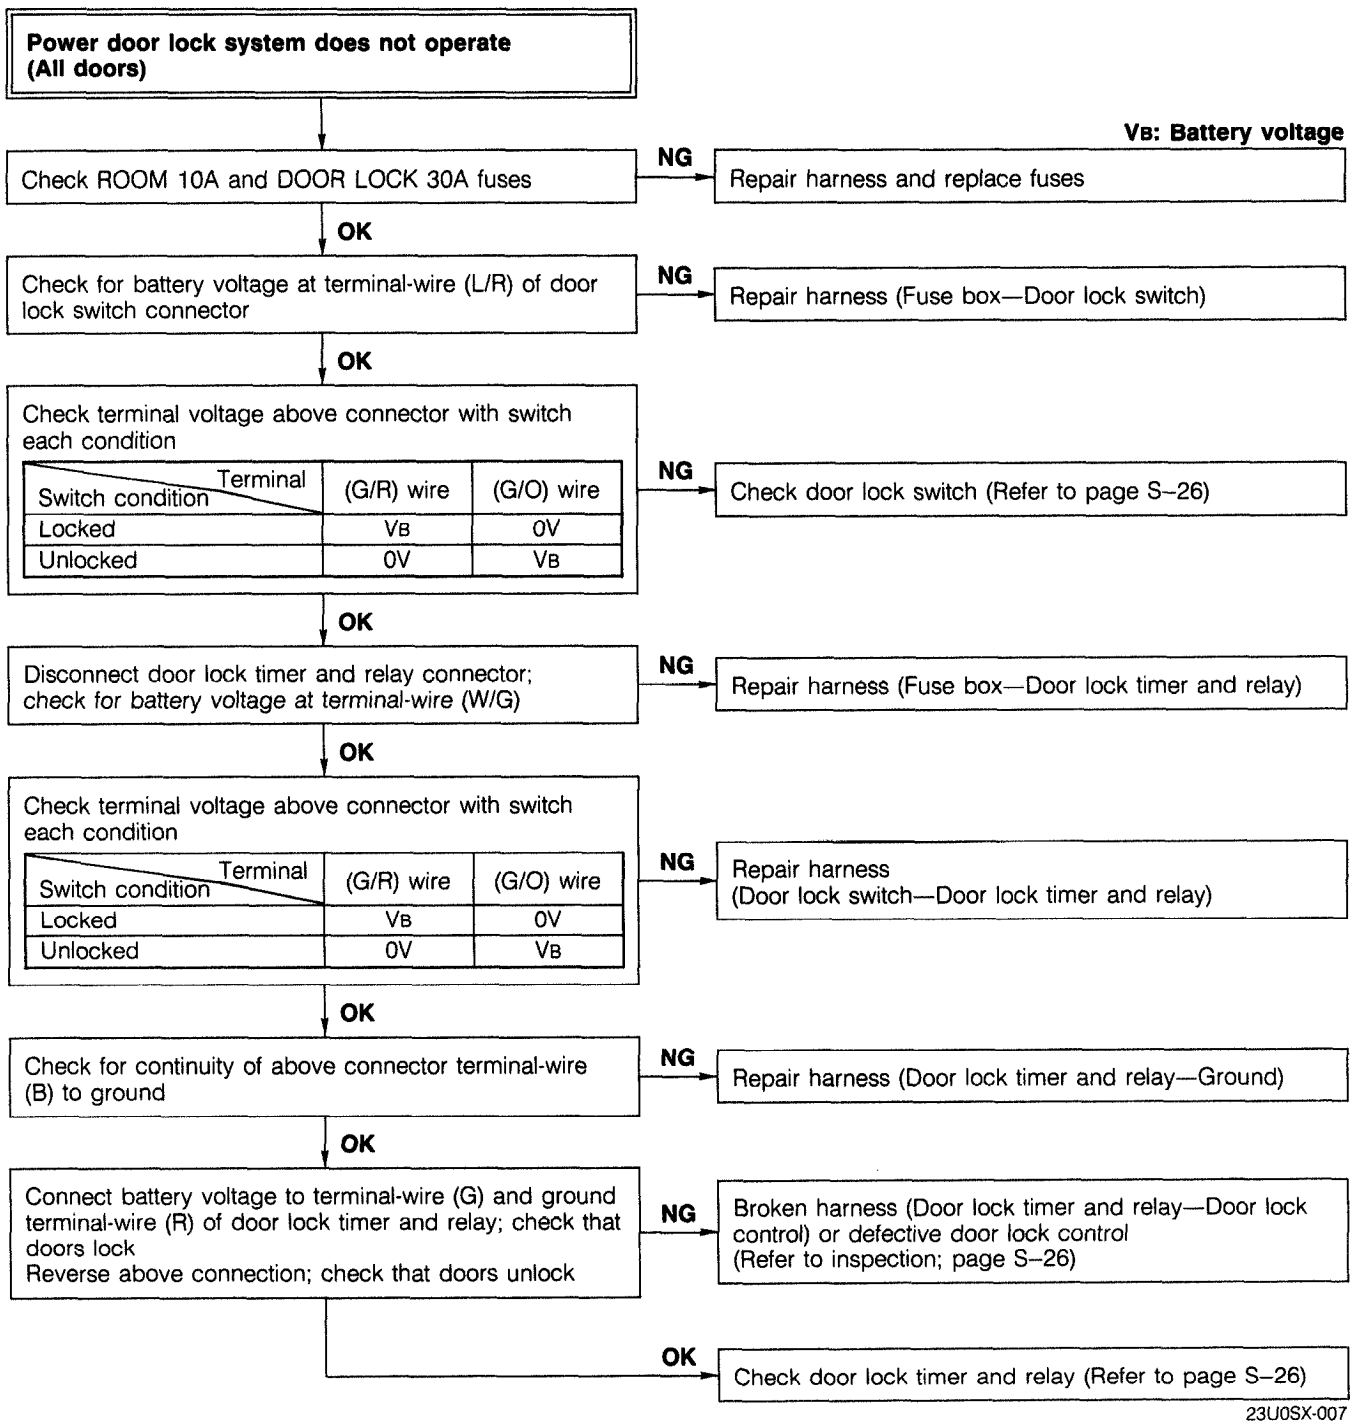 Power door lock system does not operate
(All doors)
VB: Battery voltage
Check ROOM 10A and DOOR LOCK 30A fuses
NG
Repair harness and replace fuses
OK
Check for battery voltage at terminal-wire (L/R) of door
lock switch connector
NG
Repair harness (Fuse box—Door lock switch)
OK
Check terminal voltage above connector with switch
each condition
Terminal
Switch condition
(G/R) wire
(G/O) wire
Locked
VB
0V
Unlocked
0V
VB
NG
Check door lock switch (Refer to page S–26)
OK
Disconnect door lock timer and relay connector;
check for battery voltage at terminal-wire (W/G)
NG
Repair harness (Fuse box—Door lock timer and relay)
OK
Check terminal voltage above connector with switch
each condition
Terminal
Switch condition
(G/R) wire
(G/O) wire
Locked
VB
0V
Unlocked
0V
VB
NG
Repair harness
(Door lock switch—Door lock timer and relay)
OK
Check for continuity of above connector terminal-wire
(B) to ground
NG
Repair harness (Door lock timer and relay—Ground)
OK
Connect battery voltage to terminal-wire (G) and ground
terminal-wire (R) of door lock timer and relay; check that
doors lock
Reverse above connection; check that doors unlock
NG
Broken harness (Door lock timer and relay—Door lock
control) or defective door lock control
(Refer to inspection; page S–26)
OK
Check door lock timer and relay (Refer to page S–26)
23U0SX-007